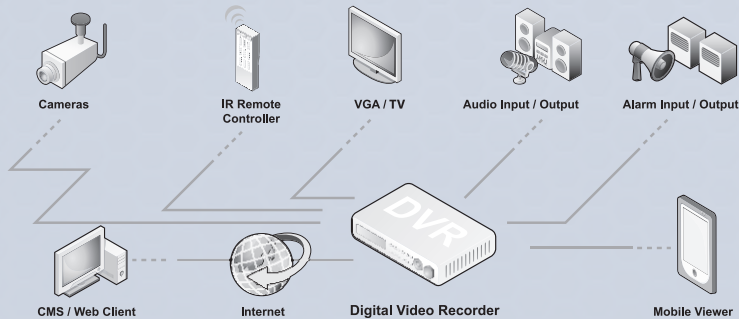 Cameras
IR Remote
Controller
VGA / TV
Audio Input / Output
Alarm Input / Output
DVR
CMS / Web Client
Internet
Digital Video Recorder
Mobile Viewer